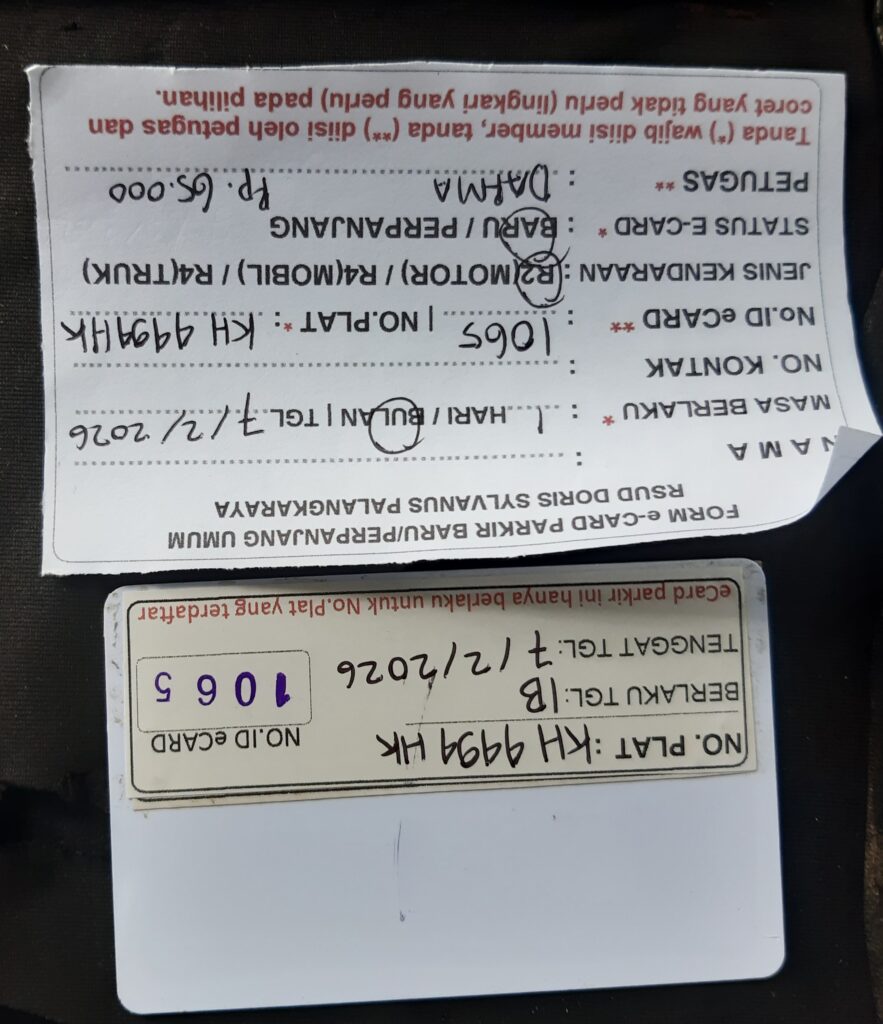 NO. PLAT : KH 4494 HK
BERLAKU TGL: 1B
TENGGAT TGL: 7/2/2026
NO.ID eCARD
1065
eCard parkir ini hanya berlaku untuk No.Plat yang terdaftar
FORM e-CARD PARKIR BARU/PERPANJANG UMUM
RSUD DORIS SYLVANUS PALANGKARAYA
N A M A :
MASA BERLAKU * : 1 HARI / BULAN | TGL 7/2/2026
NO. KONTAK :
No.ID eCARD ** : 1065 | NO.PLAT * : KH 4494 HK
JENIS KENDARAAN : R2(MOTOR) / R4(MOBIL) / R4(TRUK)
STATUS E-CARD * : BARU / PERPANJANG
PETUGAS ** : DARMA Rp. 65.000
Tanda (*) wajib diisi member, tanda (**) diisi oleh petugas dan
coret yang tidak perlu (lingkari yang perlu) pada pilihan.